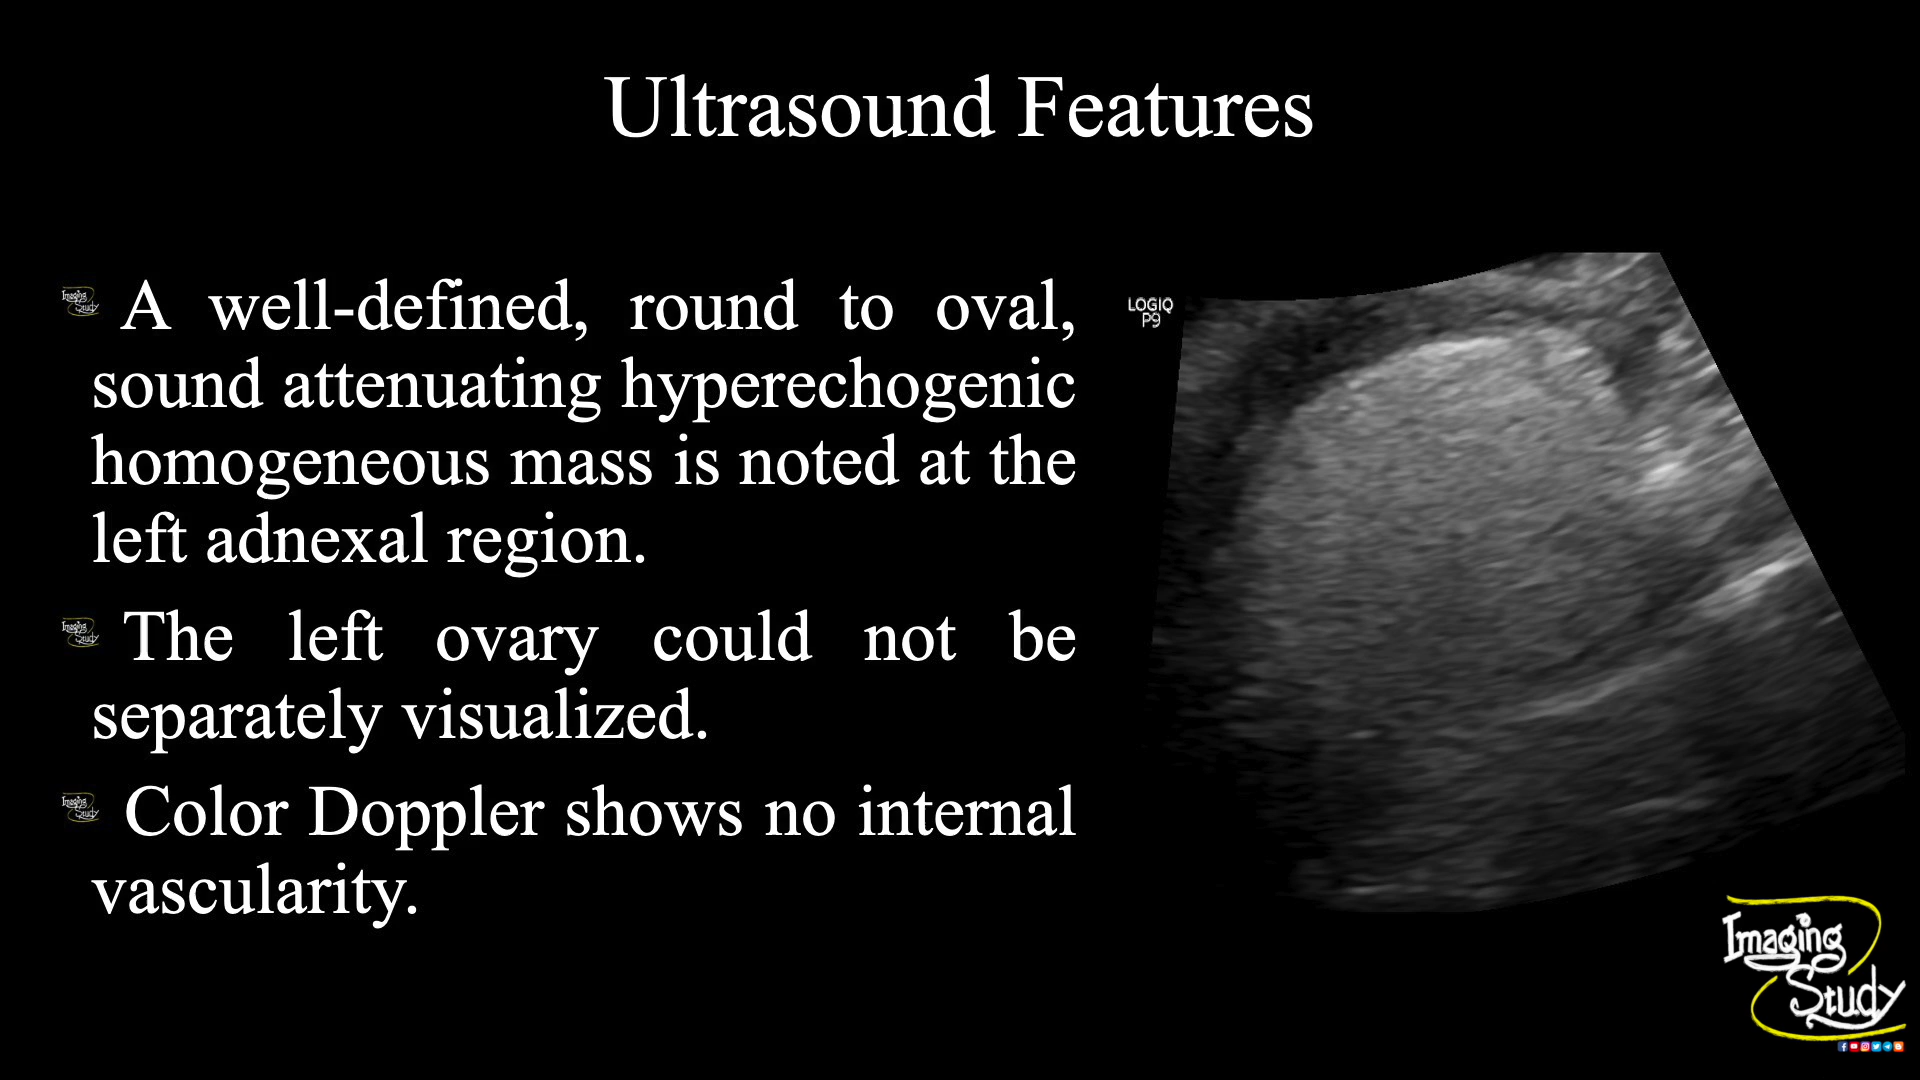 Ultrasound Features
A well-defined, round to oval,
sound attenuating hyperechogenic
homogeneous mass is noted at the
left adnexal region.
The left ovary could not be
separately visualized.
Color Doppler shows no internal
vascularity.
LOGIQ
P9
Imaging
Study